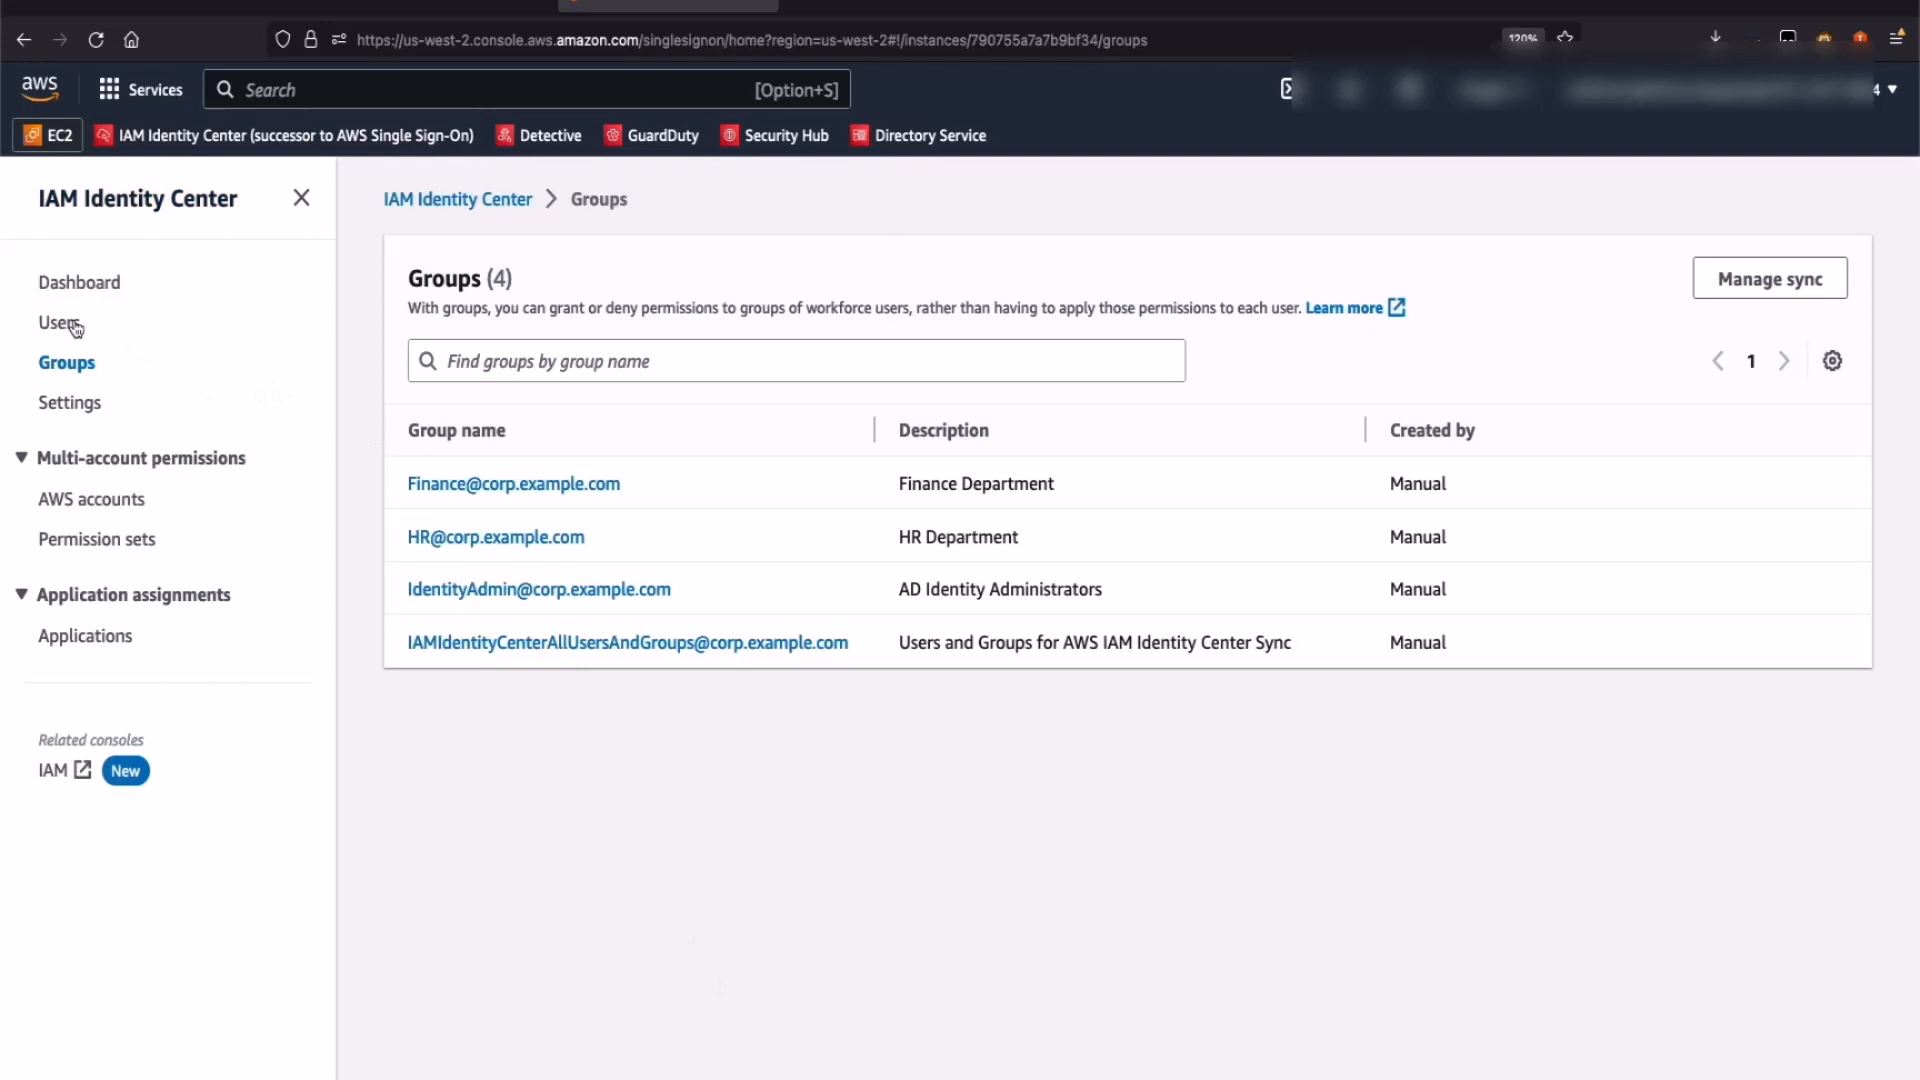 https://us-west-2.console.aws.amazon.com/singlesignon/home?region=us-west-2#!/instances/790755a7a7b9bf34/groups
120%
aws
Services
Search
[Option+S]
4
EC2
IAM Identity Center (successor to AWS Single Sign-On)
Detective
GuardDuty
Security Hub
Directory Service
IAM Identity Center
Dashboard
Users
Groups
Settings
Multi-account permissions
AWS accounts
Permission sets
Application assignments
Applications
Related consoles
IAM New
IAM Identity Center > Groups
Groups (4)
Manage sync
With groups, you can grant or deny permissions to groups of workforce users, rather than having to apply those permissions to each user. Learn more
Find groups by group name
1
Group name Description Created by
Finance@corp.example.com Finance Department Manual
HR@corp.example.com HR Department Manual
IdentityAdmin@corp.example.com AD Identity Administrators Manual
IAMIdentityCenterAllUsersAndGroups@corp.example.com Users and Groups for AWS IAM Identity Center Sync Manual